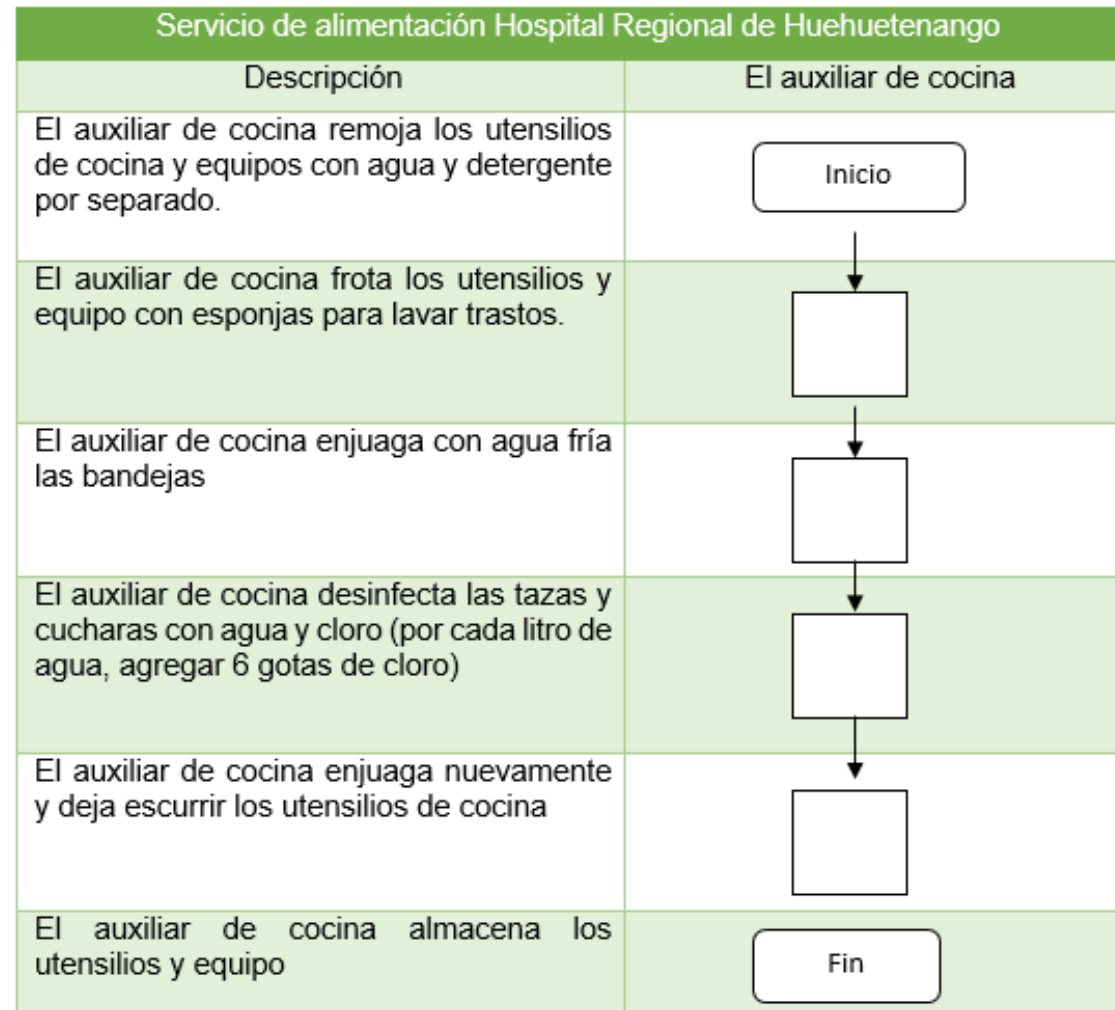 Servicio de alimentación Hospital Regional de Huehuetenango
Descripción
El auxiliar de cocina
El auxiliar de cocina remoja los utensilios
de cocina y equipos con agua y detergente
por separado.
Inicio
El auxiliar de cocina frota los utensilios y
equipo con esponjas para lavar trastos.
El auxiliar de cocina enjuaga con agua fría
las bandejas
El auxiliar de cocina desinfecta las tazas y
cucharas con agua y cloro (por cada litro de
agua, agregar 6 gotas de cloro)
El auxiliar de cocina enjuaga nuevamente
y deja escurrir los utensilios de cocina
El auxiliar de cocina almacena los
utensilios y equipo
Fin